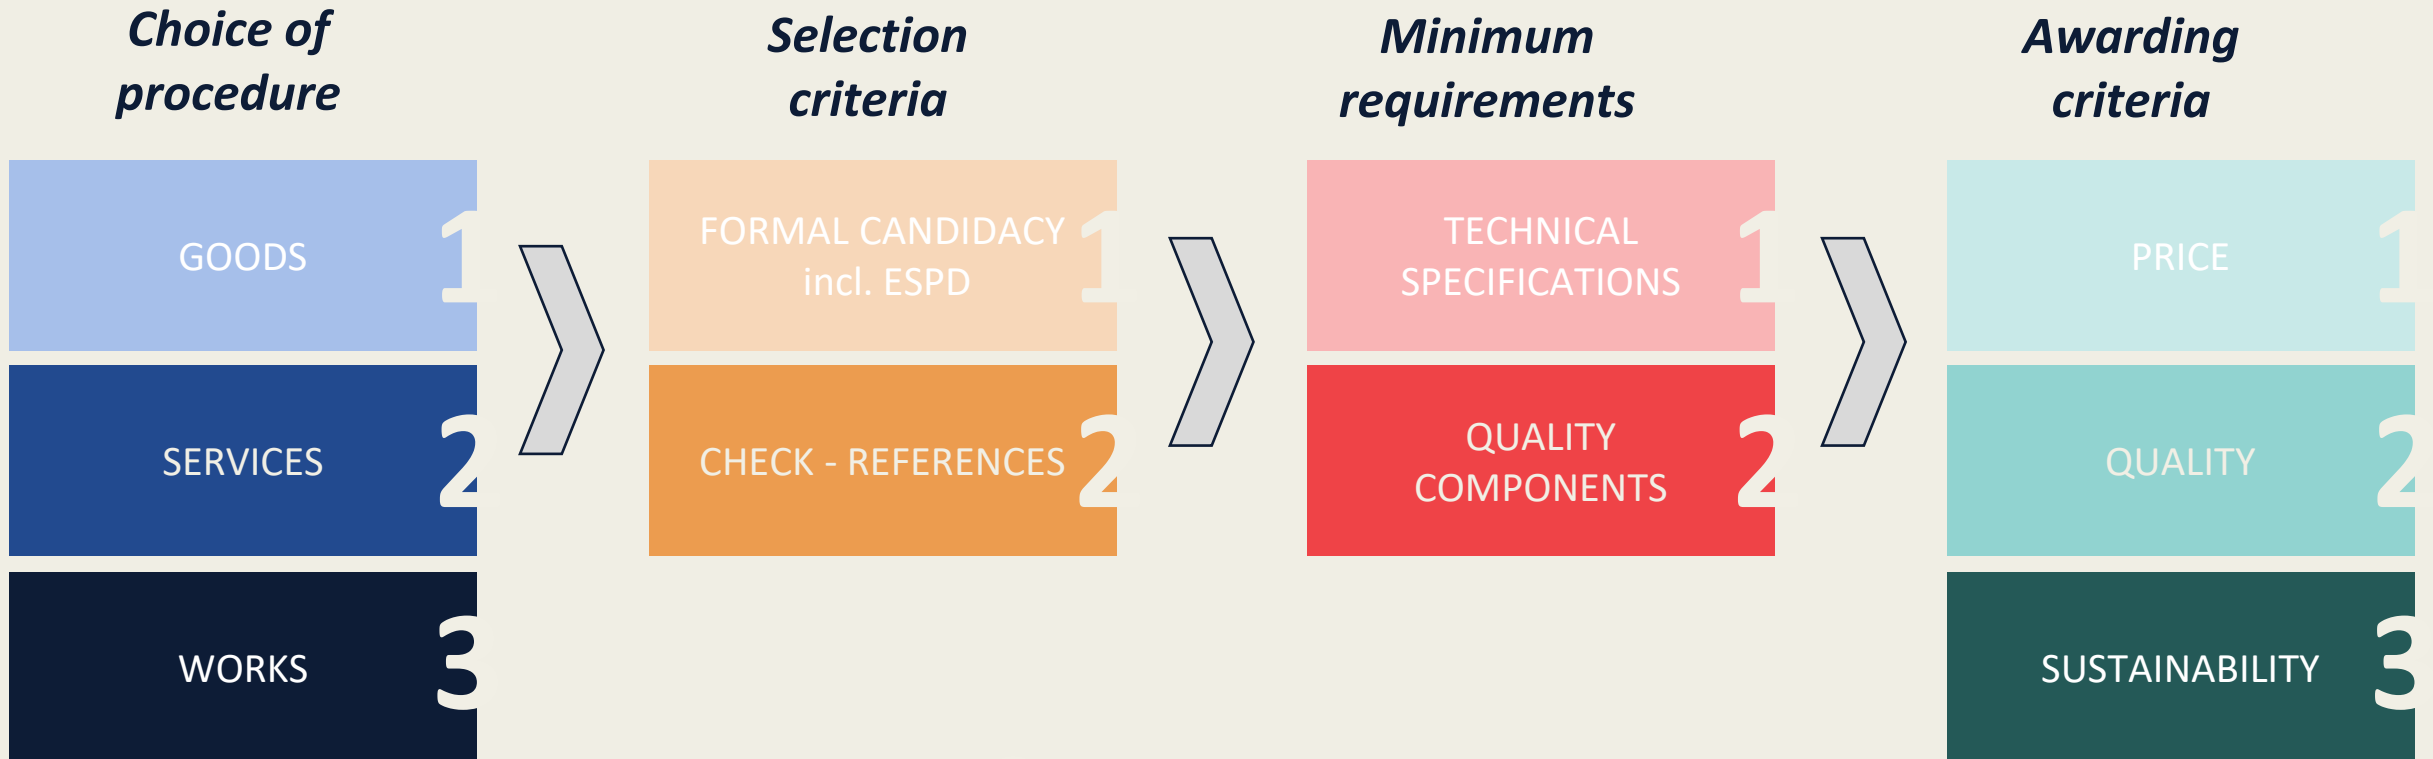 Choice of
procedure
GOODS
1
SERVICES
2
WORKS
3
Selection
criteria
FORMAL CANDIDACY
incl. ESPD
1
CHECK - REFERENCES
2
Minimum
requirements
TECHNICAL
SPECIFICATIONS
1
QUALITY
COMPONENTS
2
Awarding
criteria
PRICE
1
QUALITY
2
SUSTAINABILITY
3